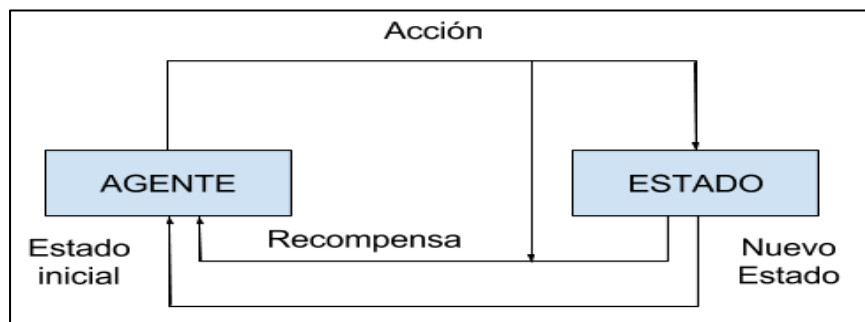 Acción
AGENTE
ESTADO
Estado
inicial
Recompensa
Nuevo
Estado